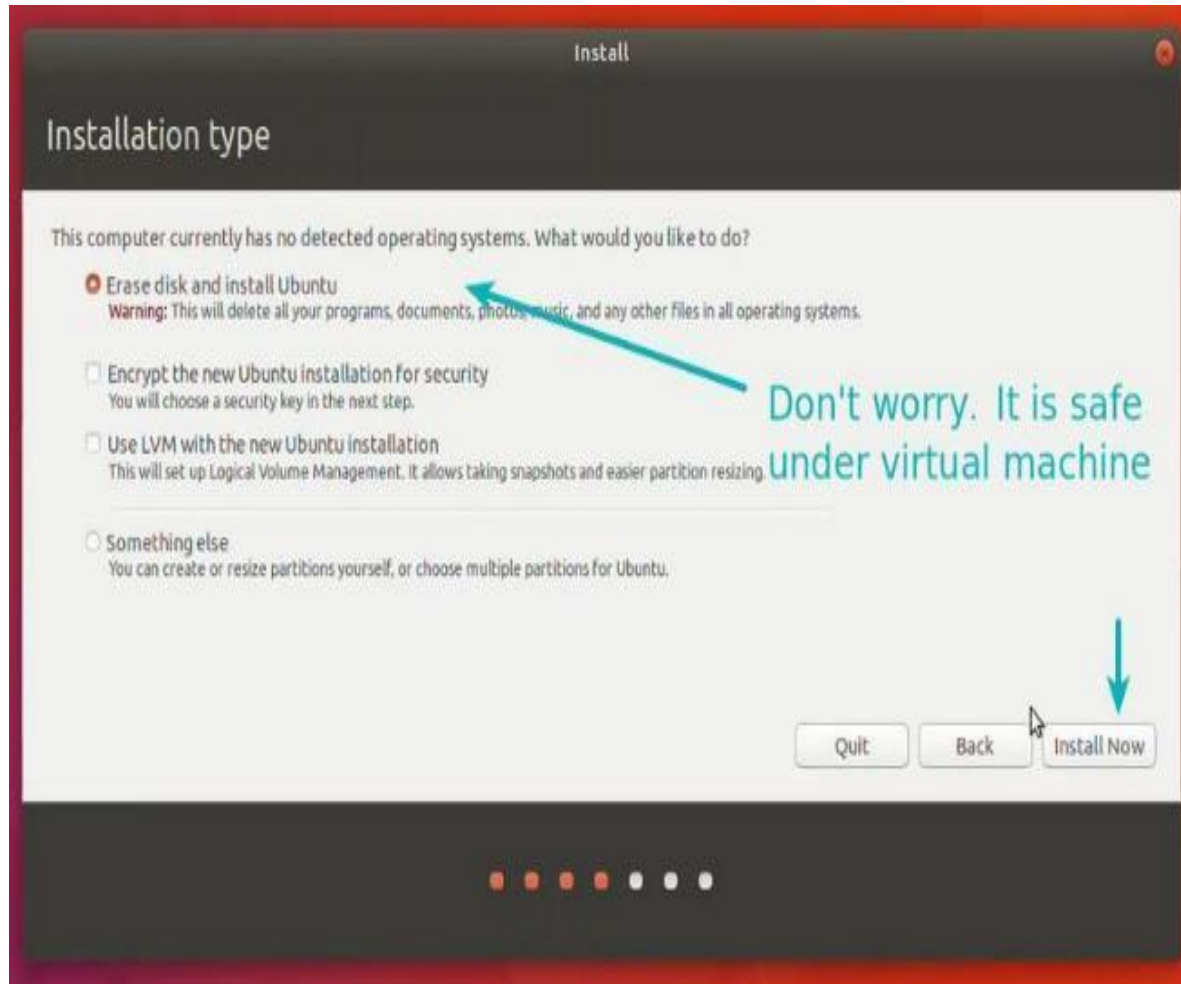 Install
Installation type
This computer currently has no detected operating systems. What would you like to do?
Erase disk and install Ubuntu
Warning: This will delete all your programs, documents, photos, music, and any other files in all operating systems.
Encrypt the new Ubuntu installation for security
You will choose a security key in the next step.
Don't worry. It is safe
under virtual machine
Use LVM with the new Ubuntu installation
This will set up Logical Volume Management. It allows taking snapshots and easier partition resizing.
Something else
You can create or resize partitions yourself, or choose multiple partitions for Ubuntu.
Quit
Back
Install Now